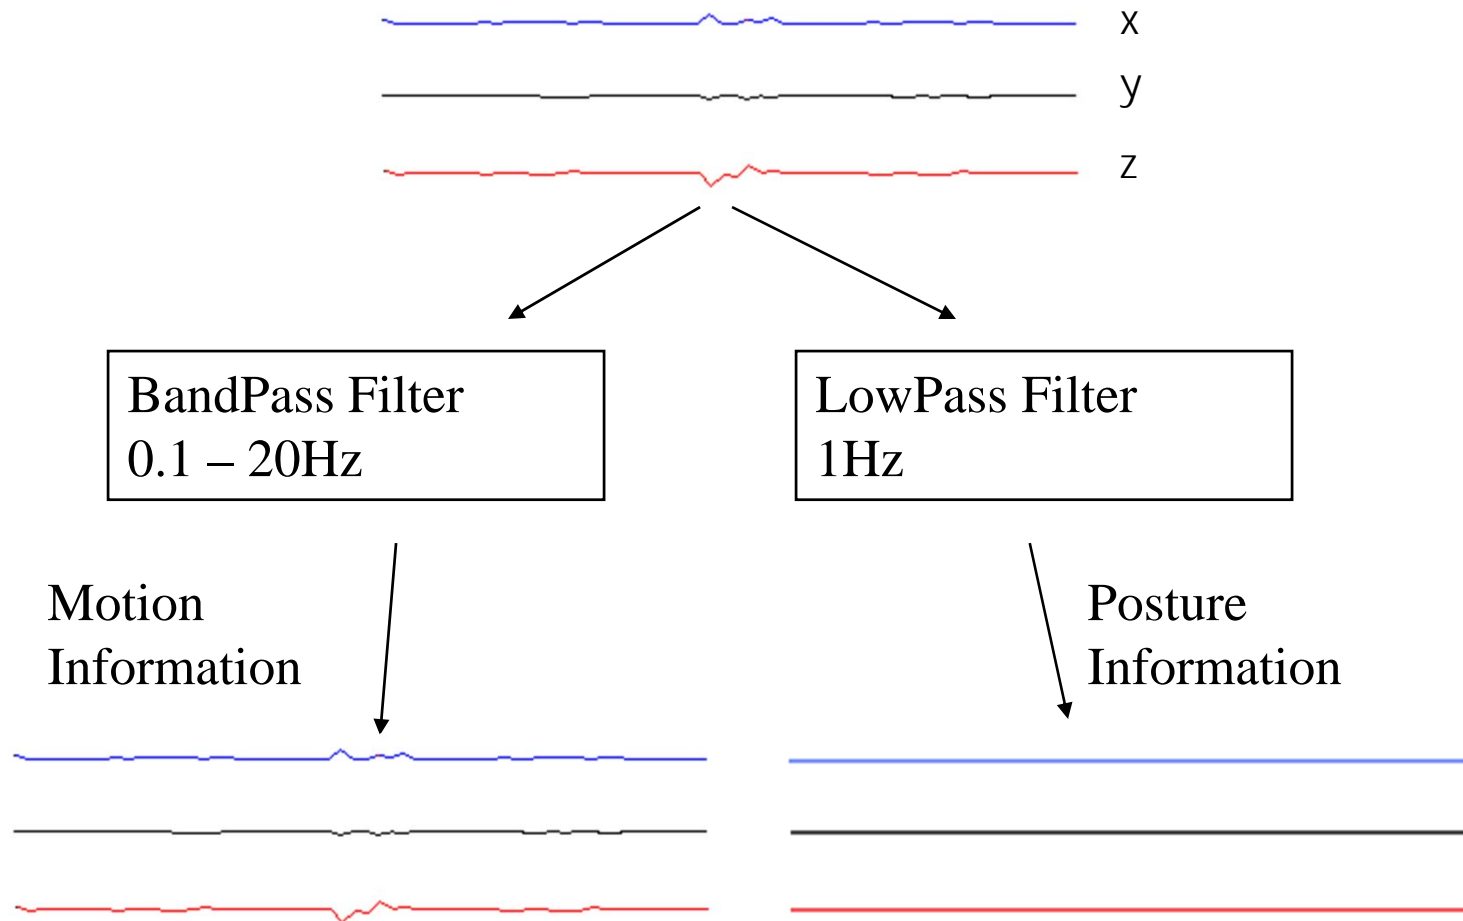 x
y
z
BandPass Filter
0.1 – 20Hz
LowPass Filter
1Hz
Motion
Information
Posture
Information